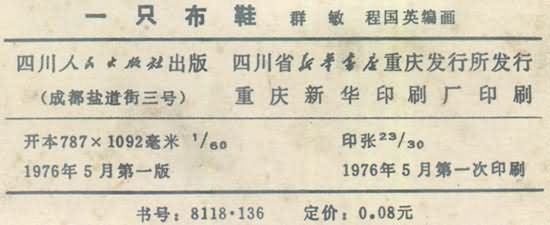 一只布鞋 群敏 程国英编画
四川人民出版社出版 四川省新华书店重庆发行所发行
(成都盐道街三号) 重庆新华印刷厂印刷
开本787×1092毫米 1/60 印张23/30
1976年5月第一版 1976年5月第一次印刷
书号：8118·136 定价：0.08元